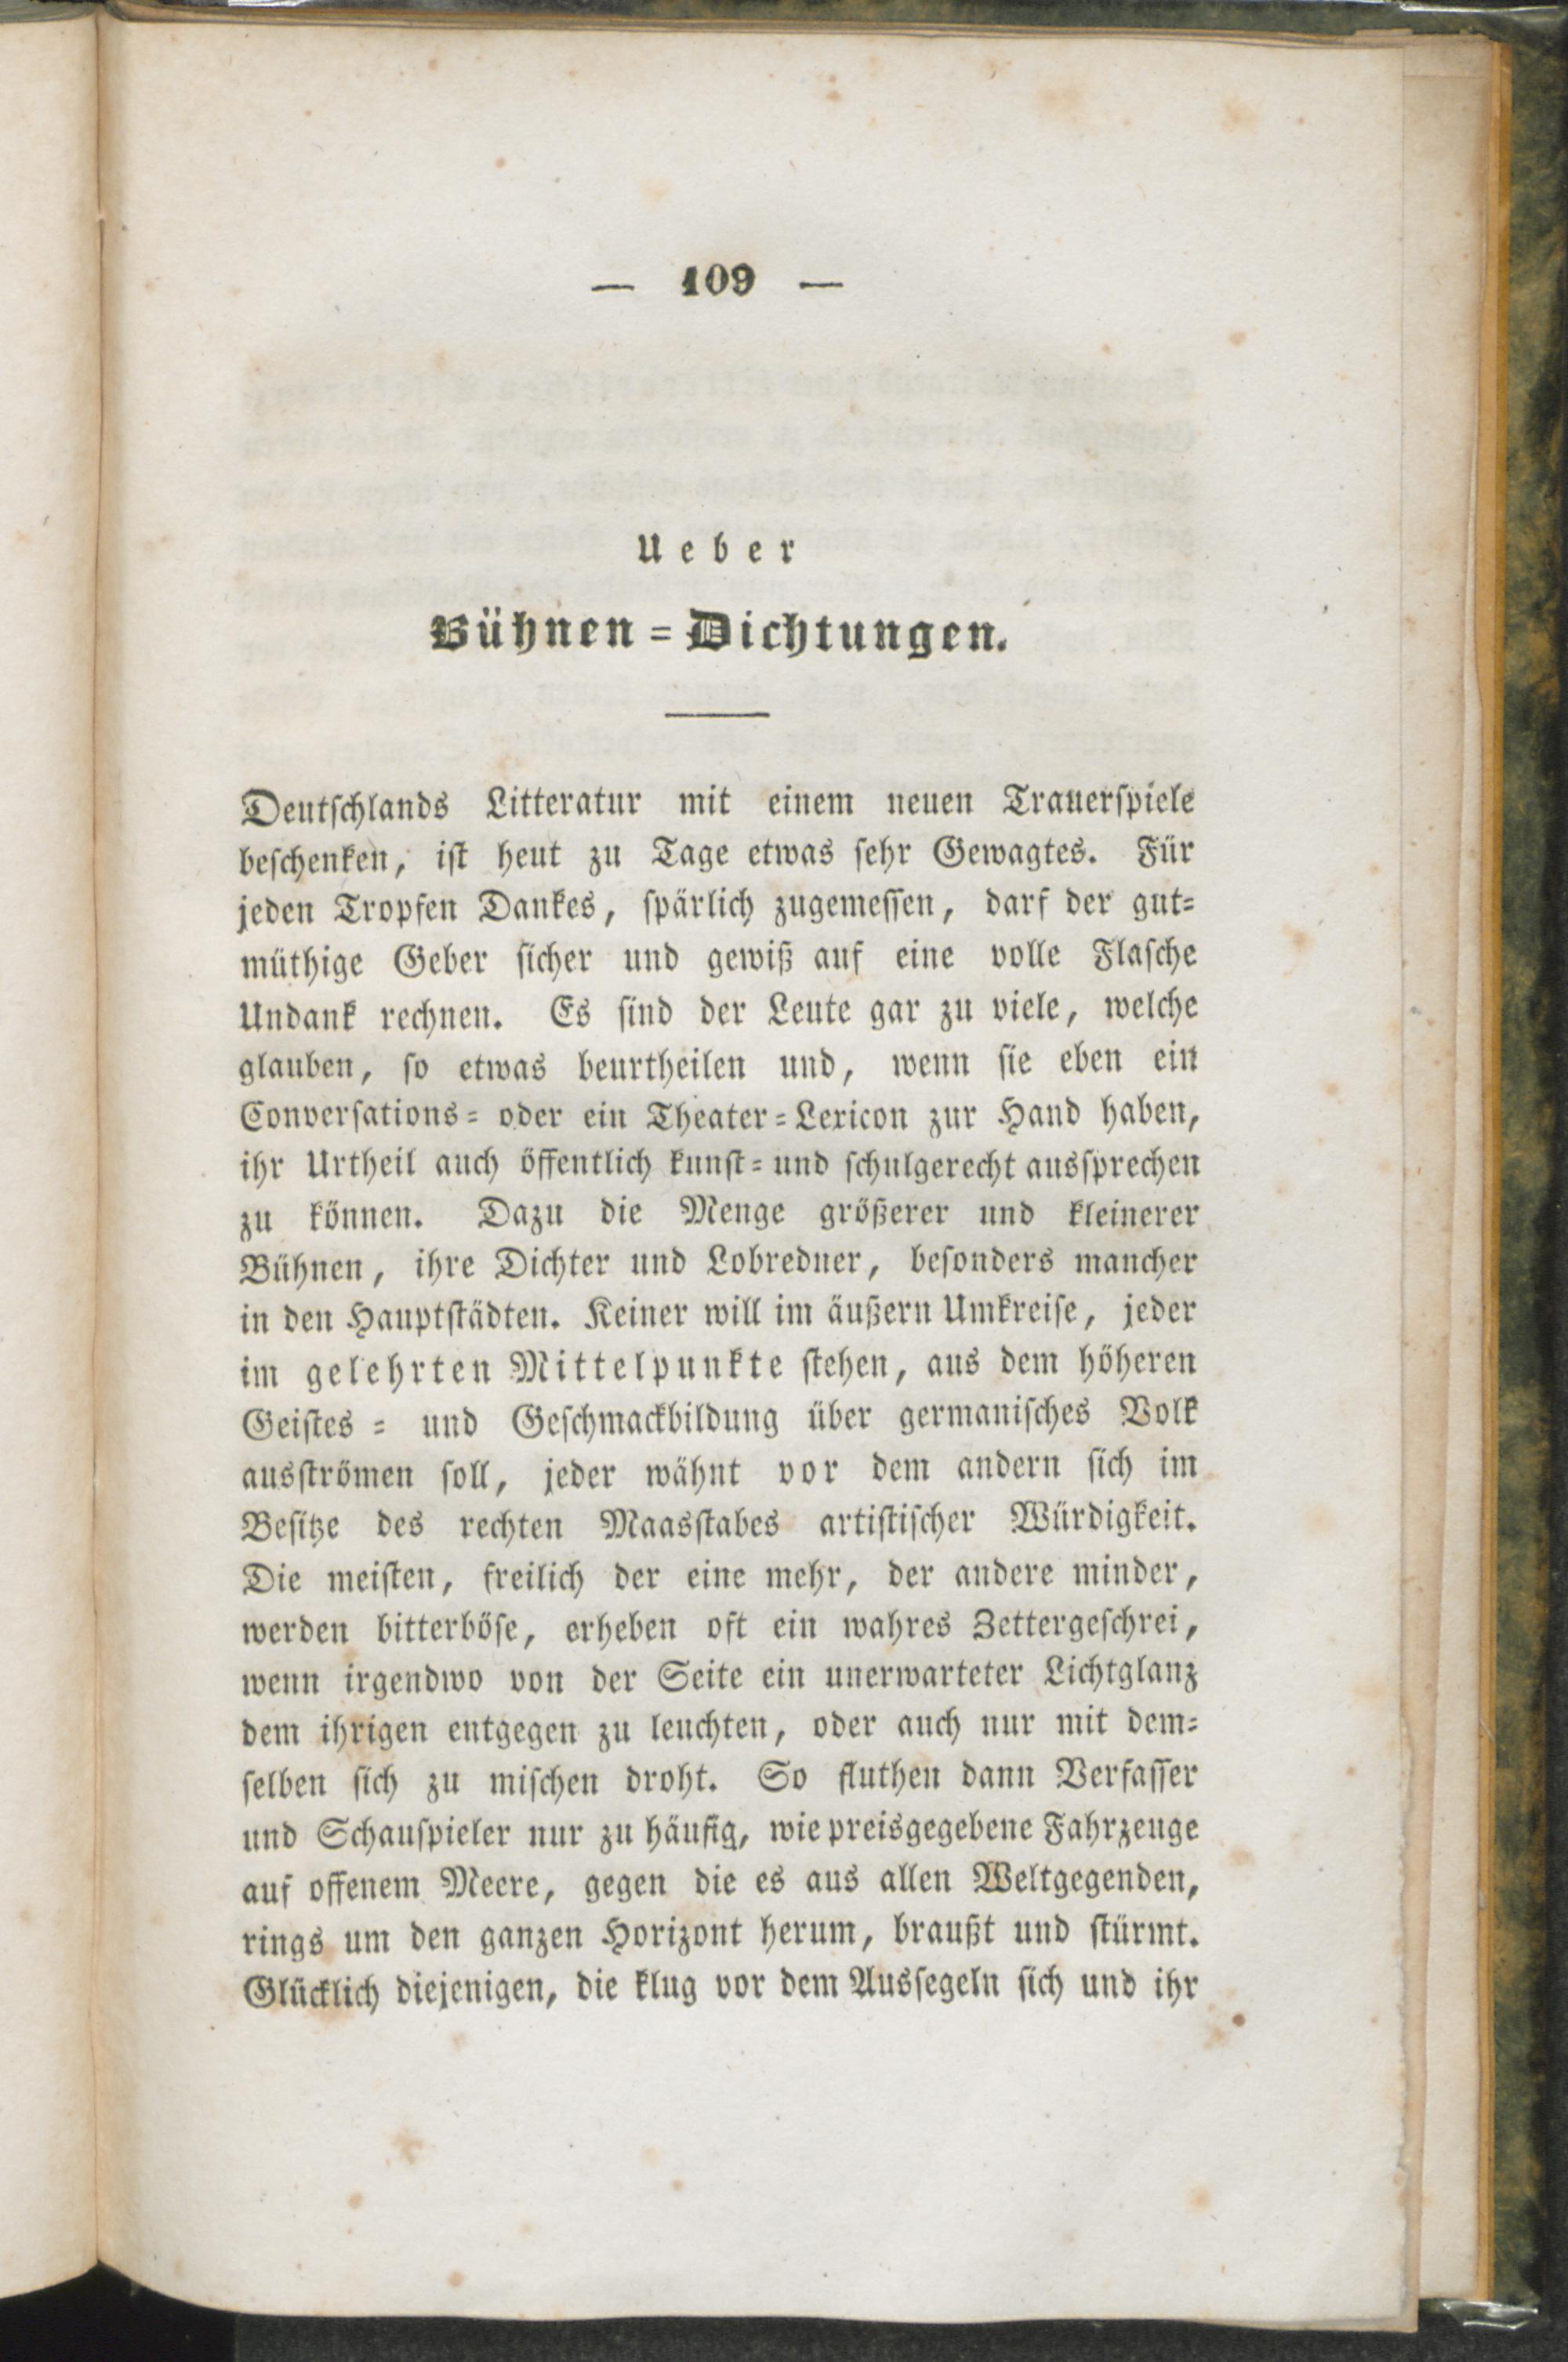 — 109 —
Ueber
Bühnen=Dichtungen.
Deutschlands Litteratur mit einem neuen Trauerspiele
beschenken, ist heut zu Tage etwas sehr Gewagtes. Für
jeden Tropfen Dankes, spärlich zugemessen, darf der gut=
müthige Geber sicher und gewiß auf eine volle Flasche
Undank rechnen. Es sind der Leute gar zu viele, welche
glauben, so etwas beurtheilen und, wenn sie eben ein
Conversations= oder ein Theater=Lexicon zur Hand haben,
ihr Urtheil auch öffentlich kunst= und schulgerecht aussprechen
zu können. Dazu die Menge größerer und kleinerer
Bühnen, ihre Dichter und Lobredner, besonders mancher
in den Hauptstädten. Keiner will im äußern Umkreise, jeder
im gelehrten Mittelpunkte stehen, aus dem höheren
Geistes = und Geschmackbildung über germanisches Volk
ausströmen soll, jeder wähnt vor dem andern sich im
Besitze des rechten Maasstabes artistischer Würdigkeit.
Die meisten, freilich der eine mehr, der andere minder,
werden bitterböse, erheben oft ein wahres Zettergeschrei,
wenn irgendwo von der Seite ein unerwarteter Lichtglanz
dem ihrigen entgegen zu leuchten, oder auch nur mit dem=
selben sich zu mischen droht. So fluthen dann Verfasser
und Schauspieler nur zu häufig, wie preisgegebene Fahrzeuge
auf offenem Meere, gegen die es aus allen Weltgegenden,
rings um den ganzen Horizont herum, braußt und stürmt.
Glücklich diejenigen, die klug vor dem Aussegeln sich und ihr